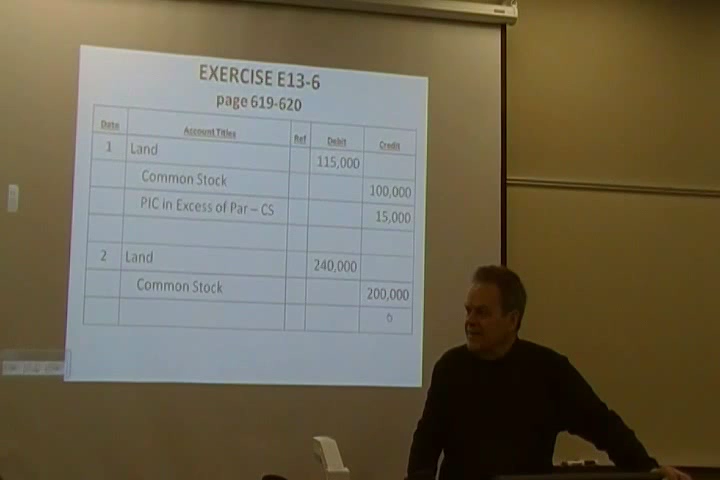 EXERCISE E13-6
page 619-620
Date Account Titles Ref Debit Credit
1 Land 115,000
Common Stock 100,000
PIC in Excess of Par – CS 15,000
2 Land 240,000
Common Stock 200,000